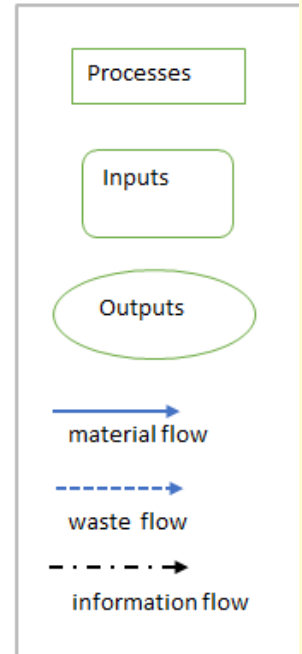 Processes
Inputs
Outputs
material flow
waste flow
information flow